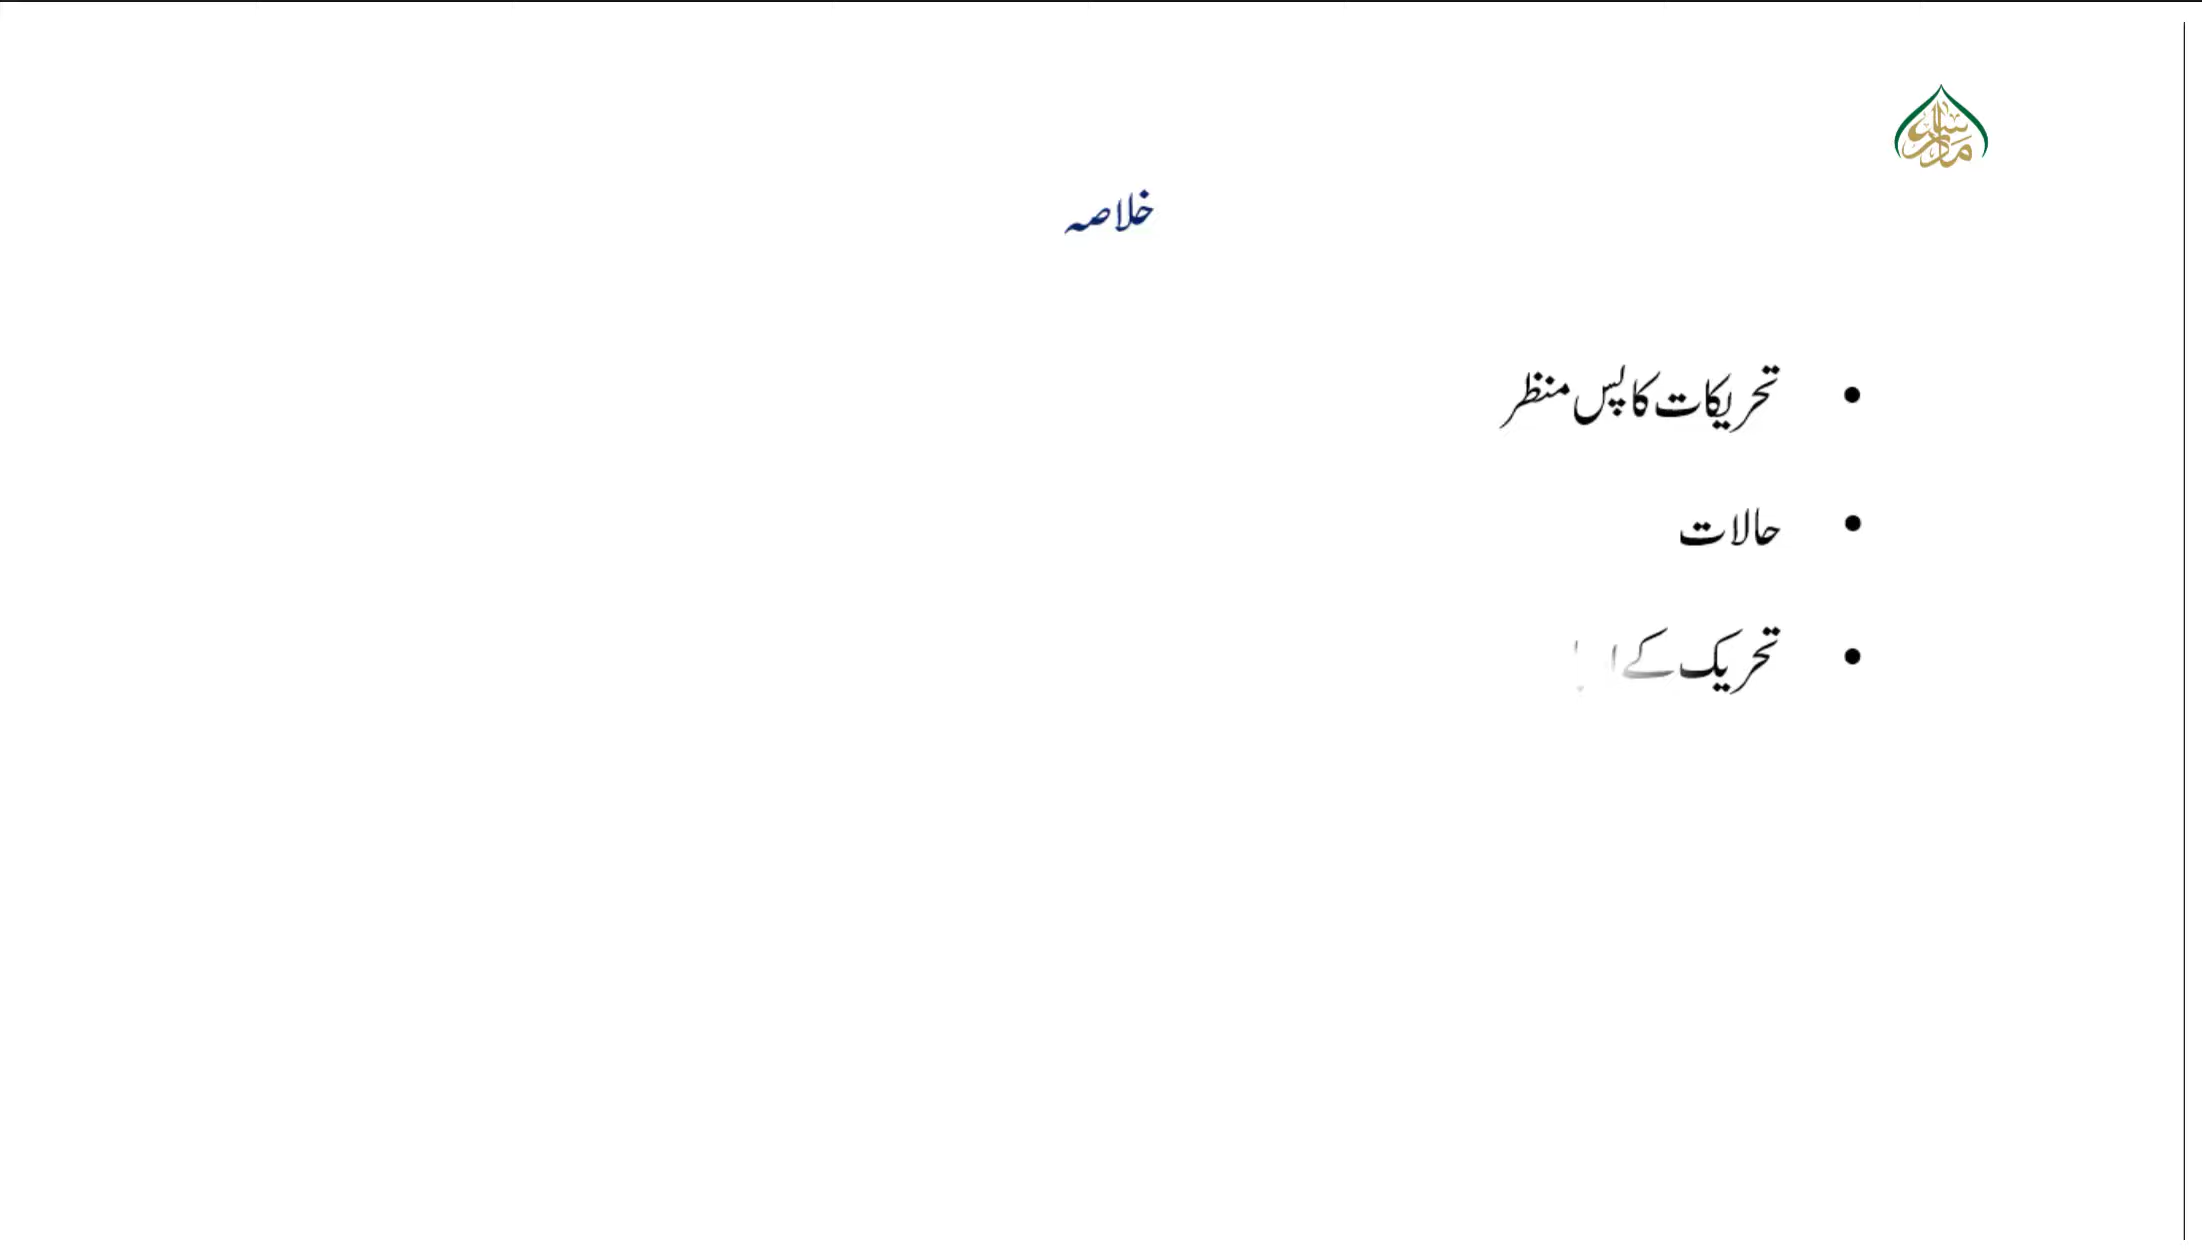 خلاصہ
• تحریکات کا پس منظر
• حالات
• تحریک کے